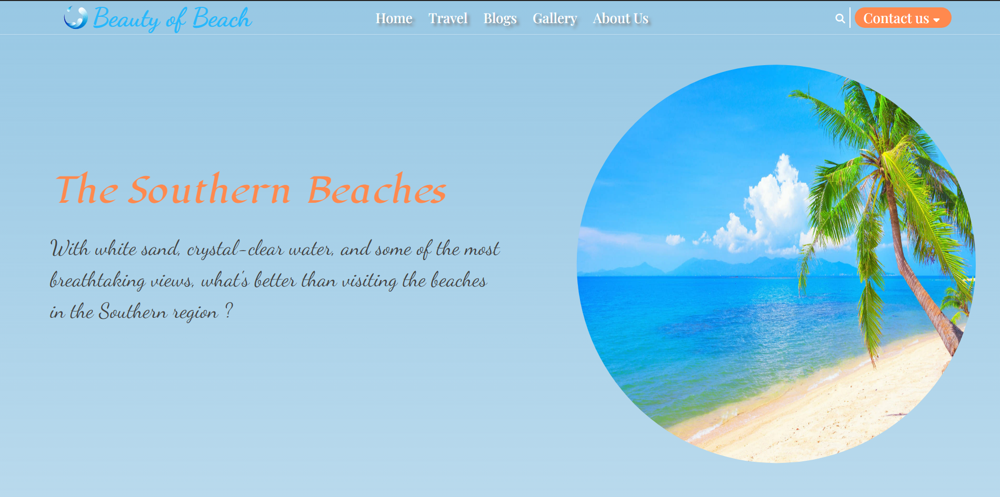 Beauty of Beach
Home Travel Blogs Gallery About Us
Contact us
The Southern Beaches
With white sand, crystal-clear water, and some of the most
breathtaking views, what's better than visiting the beaches
in the Southern region ?